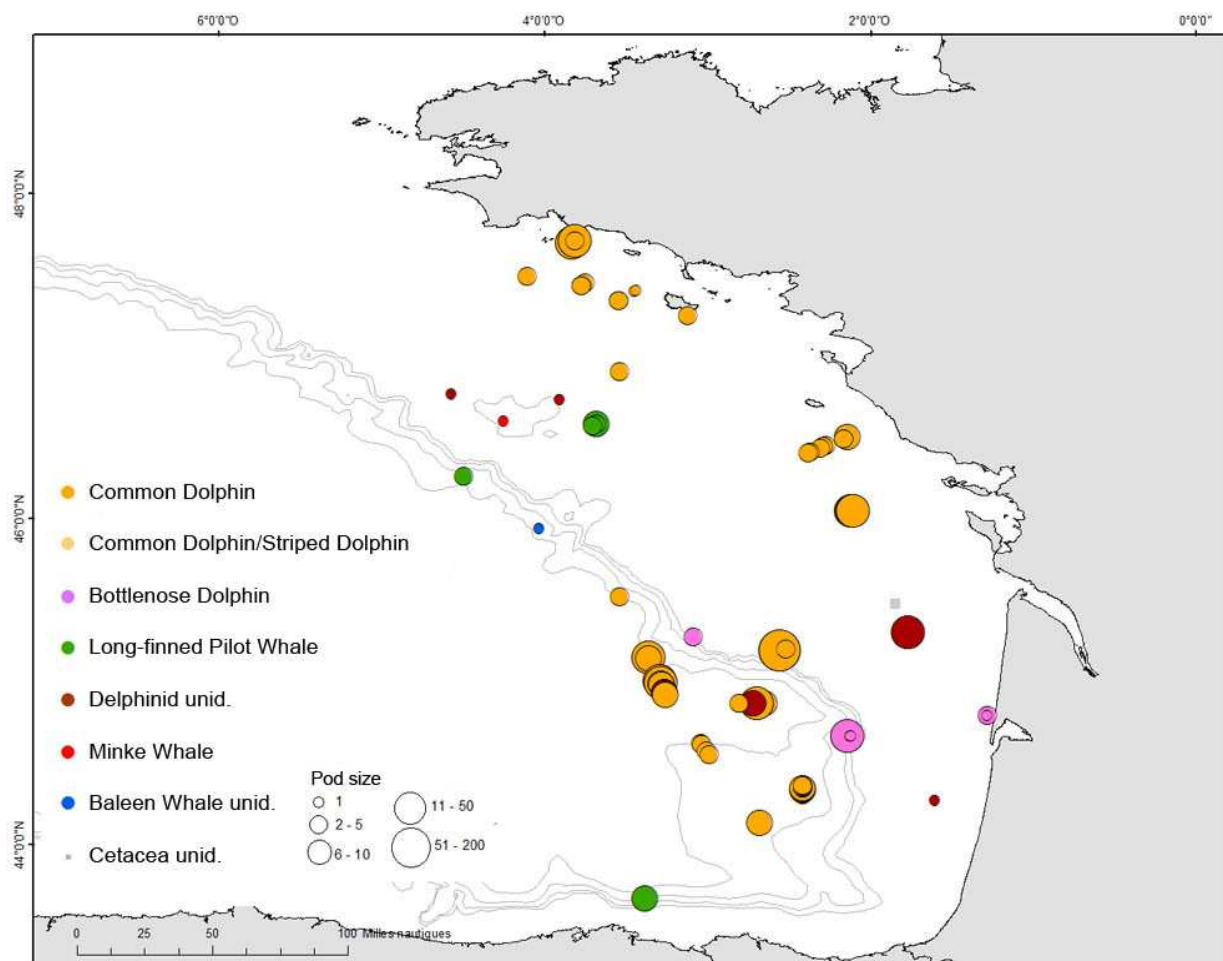 6°0'0"O 4°0'0"O 2°0'0"O 0°0'0"
48°0'0"N
46°0'0"N
44°0'0"N
Common Dolphin
Common Dolphin/Striped Dolphin
Bottlenose Dolphin
Long-finned Pilot Whale
Delphinid unid.
Minke Whale
Baleen Whale unid.
Cetacea unid.
Pod size
1
2 - 5
6 - 10
11 - 50
51 - 200
0 25 50 100 Milles nautiques